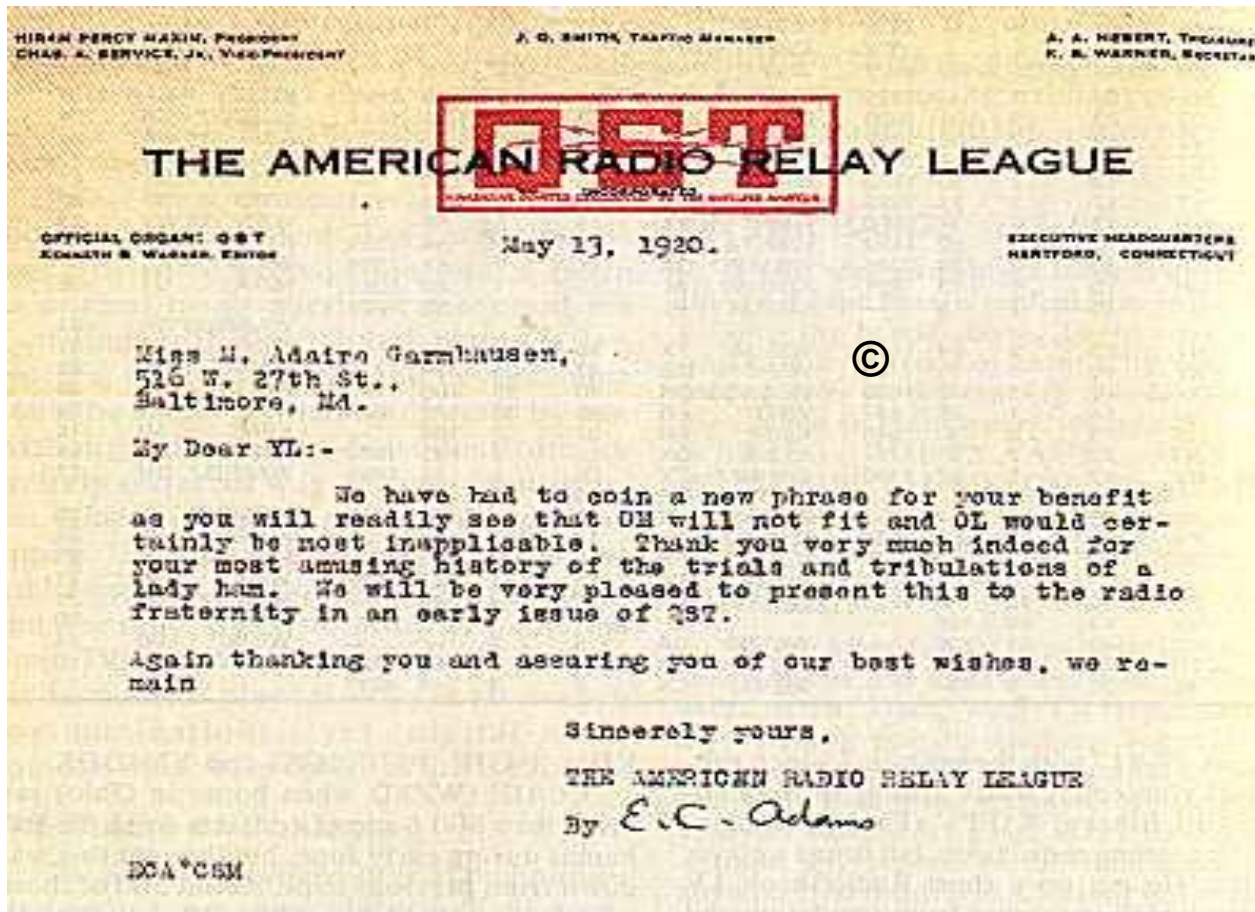 HIRAM PERCY MAXIM, PRESIDENT
CHAS. A. SERVICE, JR., VICE-PRESIDENT
J. O. SMITH, TRAFFIC MANAGER
A. A. HEBERT, TREASURE
K. B. WARNER, SECRETAR
QST
THE AMERICAN RADIO RELAY LEAGUE
INCORPORATED
OFFICIAL ORGAN: QST
KENNETH B. WARNER, EDITOR
May 13, 1920.
EXECUTIVE HEADQUARTERS
HARTFORD, CONNECTICUT
Miss M. Adaire Garmhausen,
516 W. 27th St.,
Baltimore, Md.
©
My Dear YL:-
We have had to coin a new phrase for your benefit
as you will readily see that OM will not fit and OL would cer-
tainly be most inapplicable. Thank you very much indeed for
your most amusing history of the trials and tribulations of a
lady ham. We will be very pleased to present this to the radio
fraternity in an early issue of QST.
Again thanking you and assuring you of our best wishes, we re-
main
Sincerely yours,
THE AMERICAN RADIO RELAY LEAGUE
By E. C. Adams
ECA*CSM